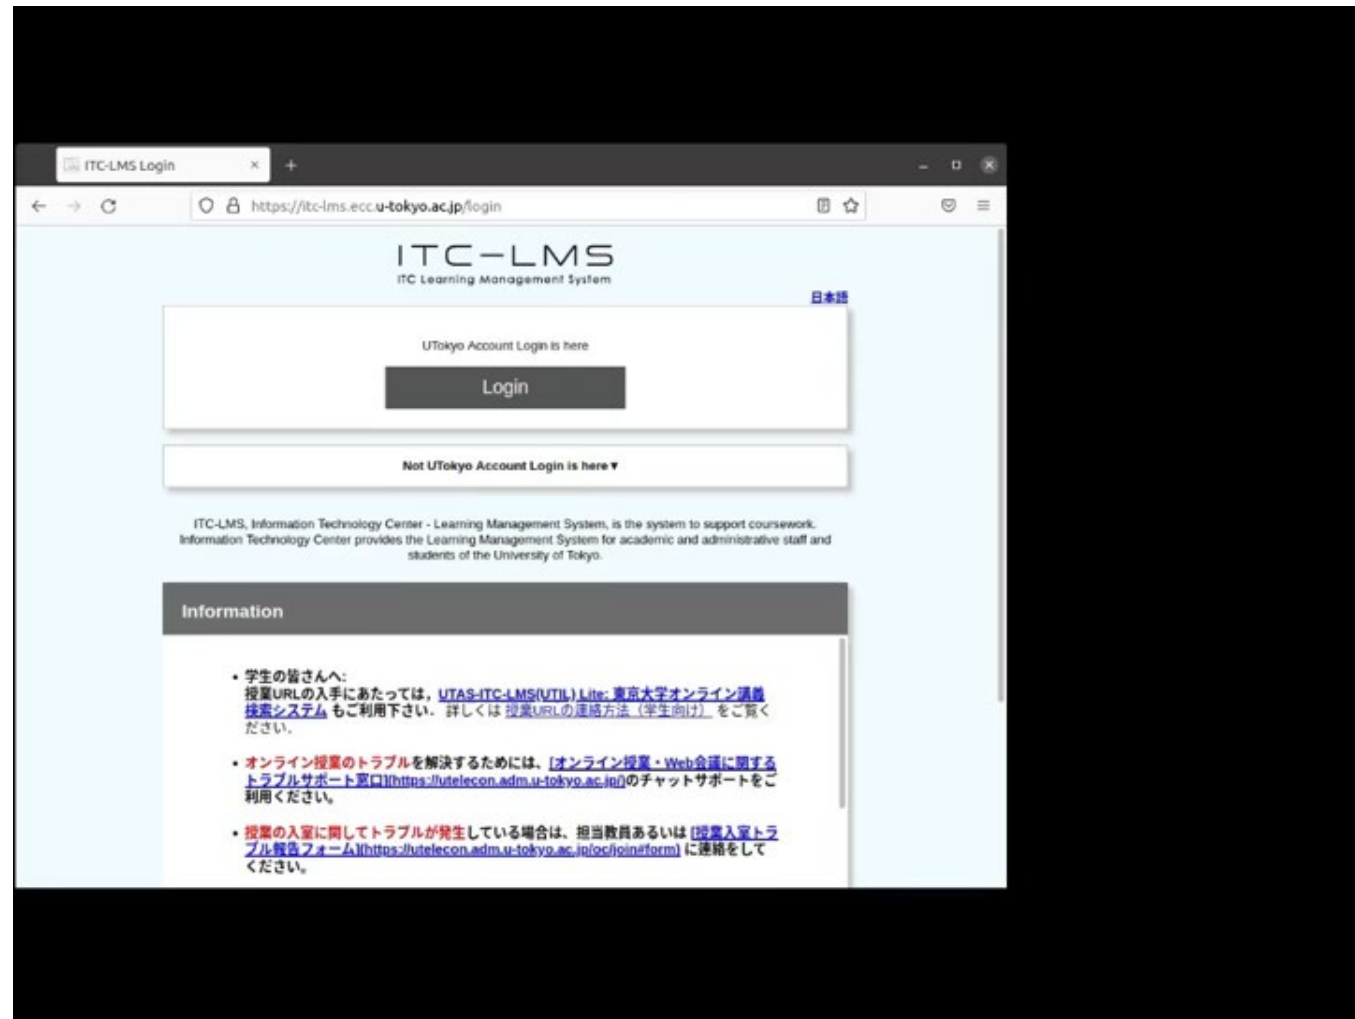 ITC-LMS Login
https://itc-lms.ecc.u-tokyo.ac.jp/login
ITC-LMS
ITC Learning Management System
日本語
UTokyo Account Login is here
Login
Not UTokyo Account Login is here▼
ITC-LMS, Information Technology Center - Learning Management System, is the system to support coursework.
Information Technology Center provides the Learning Management System for academic and administrative staff and
students of the University of Tokyo.
Information
• 学生の皆さんへ:
授業URLの入手にあたっては，UTAS-ITC-LMS(UTIL) Lite: 東京大学オンライン講義
検索システム もご利用下さい．詳しくは 授業URLの連絡方法（学生向け） をご覧く
ださい．
• オンライン授業のトラブルを解決するためには、[オンライン授業・Web会議に関する
トラブルサポート窓口](https://utelecon.adm.u-tokyo.ac.jp/)のチャットサポートをご
利用ください。
• 授業の入室に関してトラブルが発生している場合は、担当教員あるいは [授業入室トラ
ブル報告フォーム](https://utelecon.adm.u-tokyo.ac.jp/oc/join#form) に連絡をして
ください。